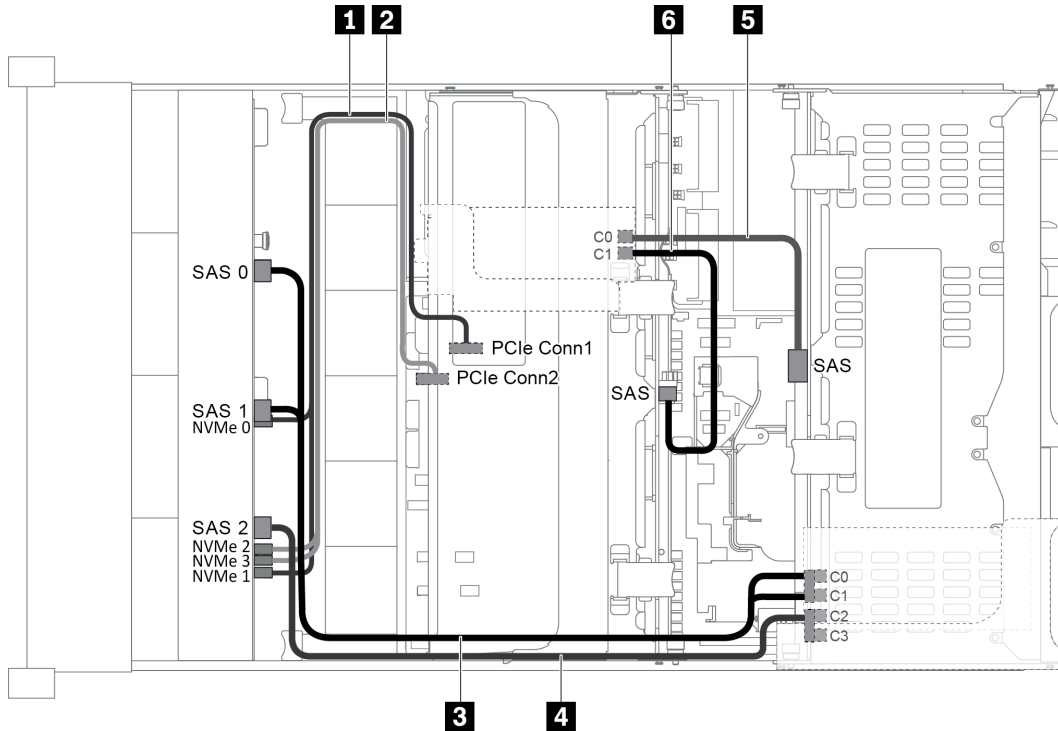 1 2 6 5
C0
C1
SAS 0
PCIe Conn1
SAS
PCIe Conn2
SAS
SAS 1
NVMe 0
SAS 2
NVMe 2
NVMe 3
NVMe 1
C0
C1
C2
C3
3 4